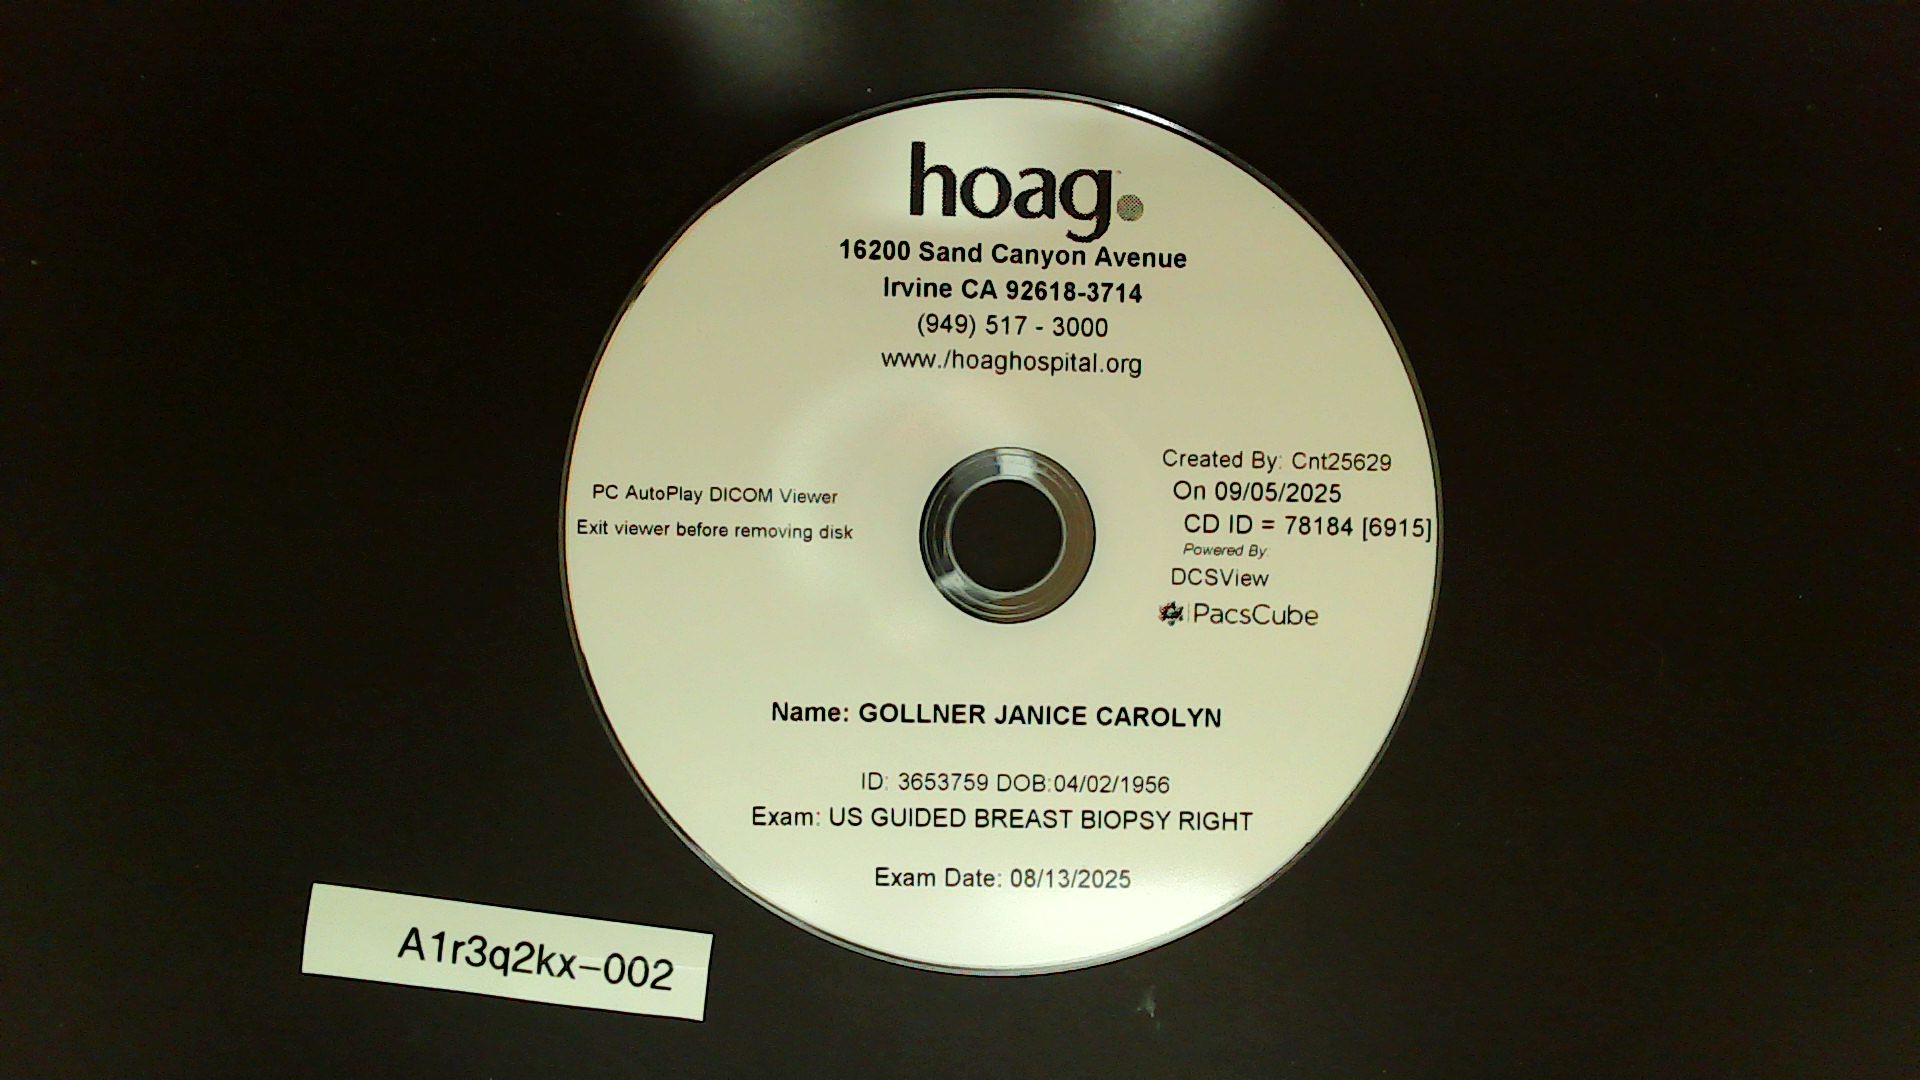 hoag
16200 Sand Canyon Avenue
Irvine CA 92618-3714
(949) 517 - 3000
www./hoaghospital.org
PC AutoPlay DICOM Viewer
Exit viewer before removing disk
Created By: Cnt25629
On 09/05/2025
CD ID = 78184 [6915]
Powered By:
DCSView
PacsCube
Name: GOLLNER JANICE CAROLYN
ID: 3653759 DOB:04/02/1956
Exam: US GUIDED BREAST BIOPSY RIGHT
Exam Date: 08/13/2025
A1r3q2kx-002